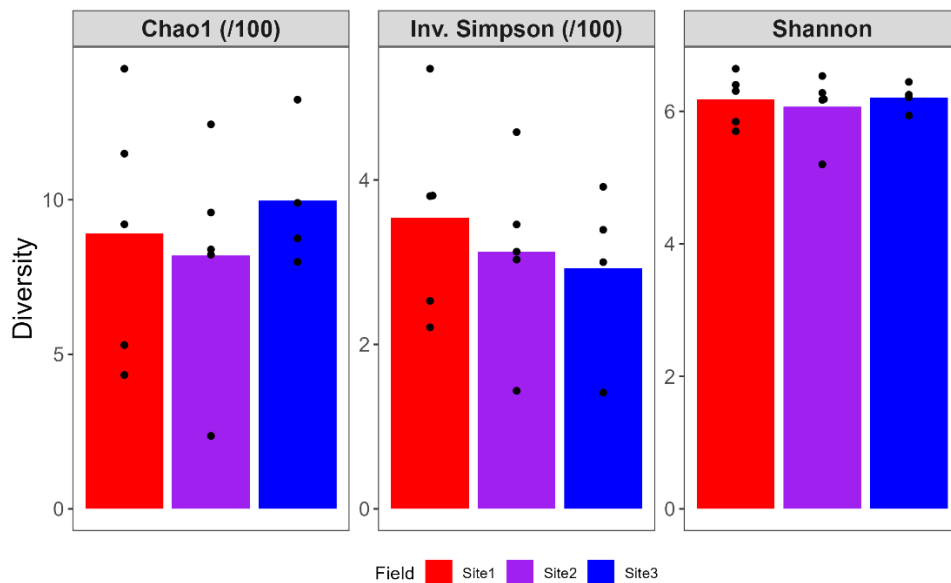 Chao1 (/100)
Inv. Simpson (/100)
Shannon
Diversity
10
5
0
4
2
0
6
4
2
0
Field Site1 Site2 Site3